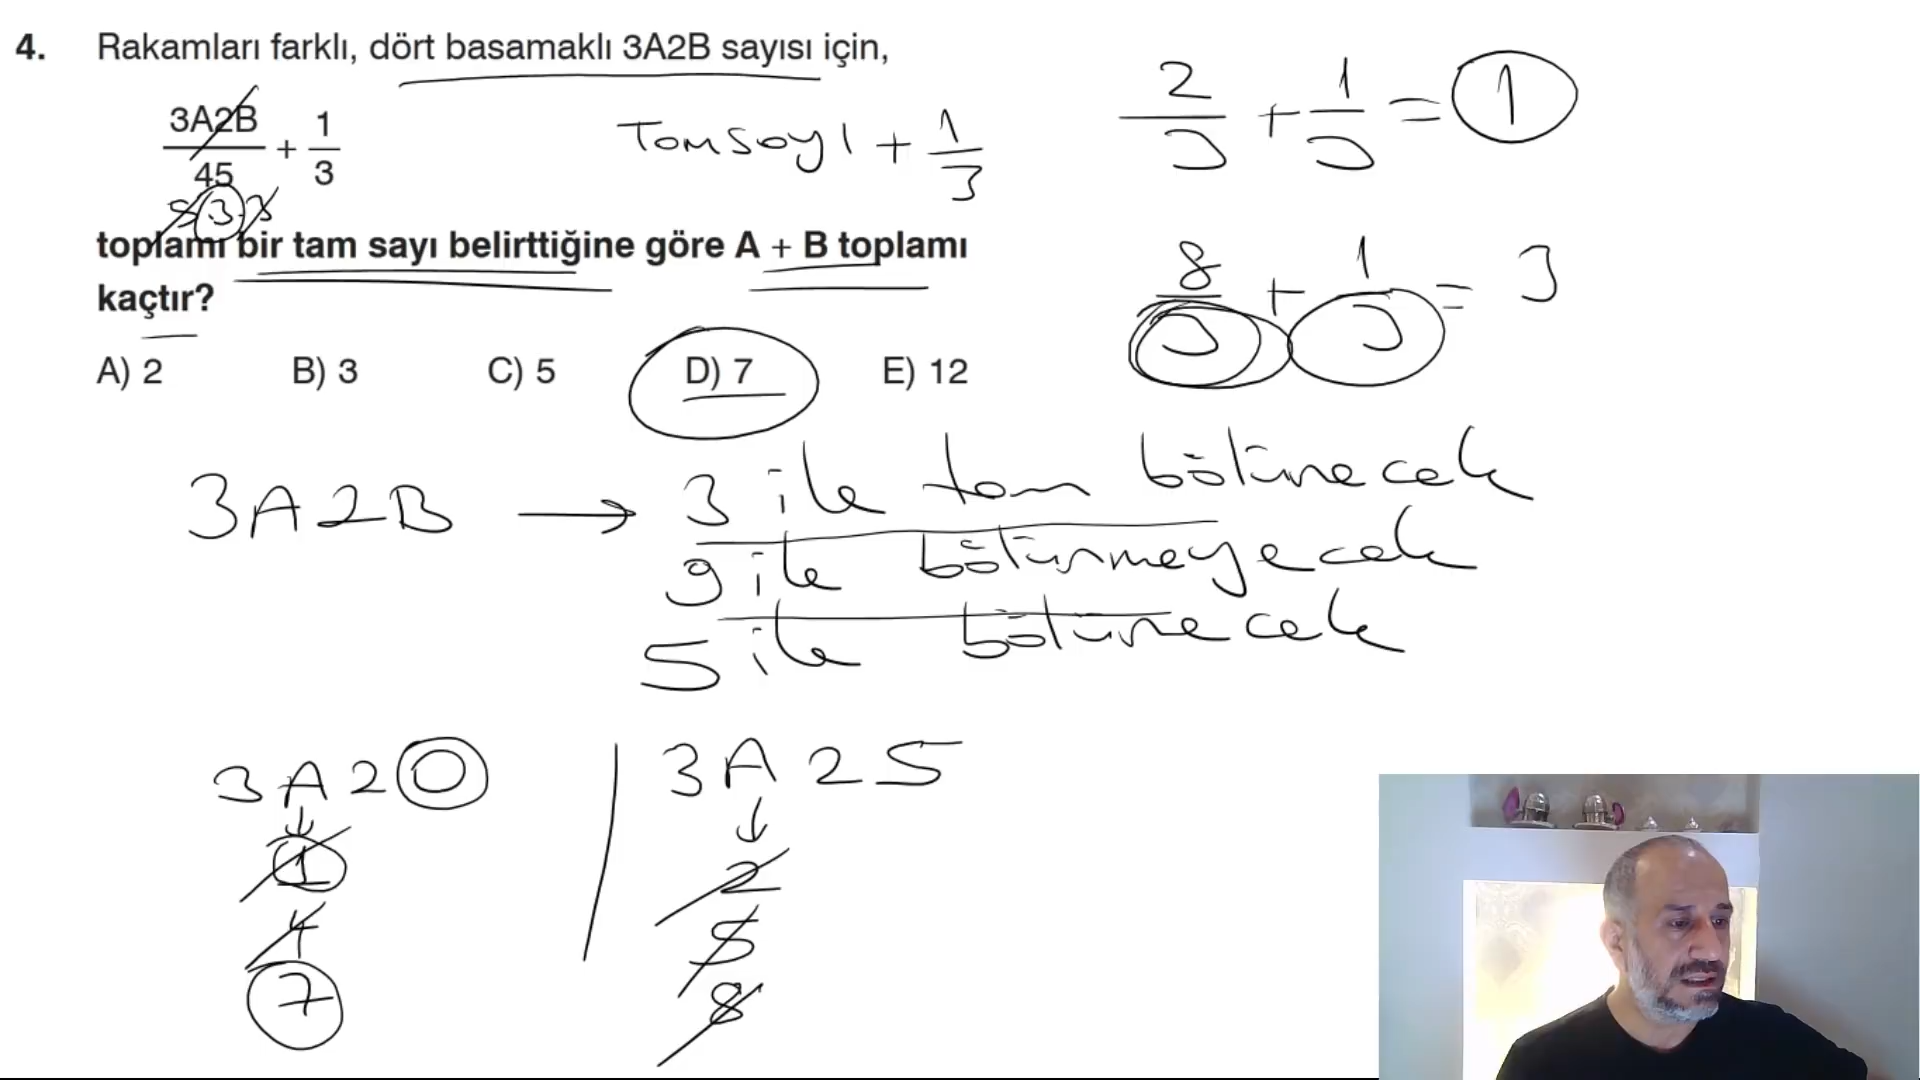 4. Rakamları farklı, dört basamaklı 3A2B sayısı için,
3A2B/45 + 1/3
5 3 3
Tamsayı + 1/3
2/3 + 1/3 = 1
toplamı bir tam sayı belirttiğine göre A + B toplamı
kaçtır?
8/3 + 1/3 = 3
A) 2 B) 3 C) 5 D) 7 E) 12
3A2B → 3 ile tam bölünecek
9 ile bölünmeyecek
5 ile bölünecek
3A20 | 3A25
↓ ↓
1 2
4 5
7 8